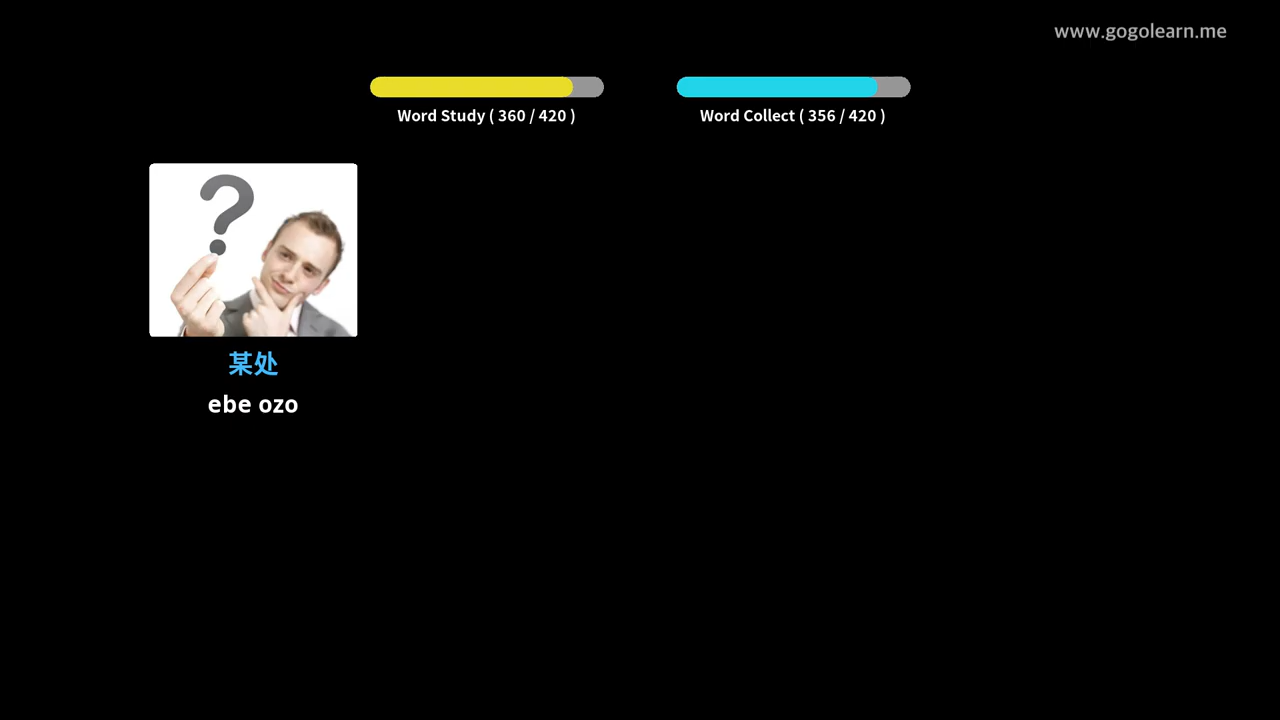 www.gogolearn.me
Word Study ( 360 / 420 )
Word Collect ( 356 / 420 )
?
某处
ebe ozo